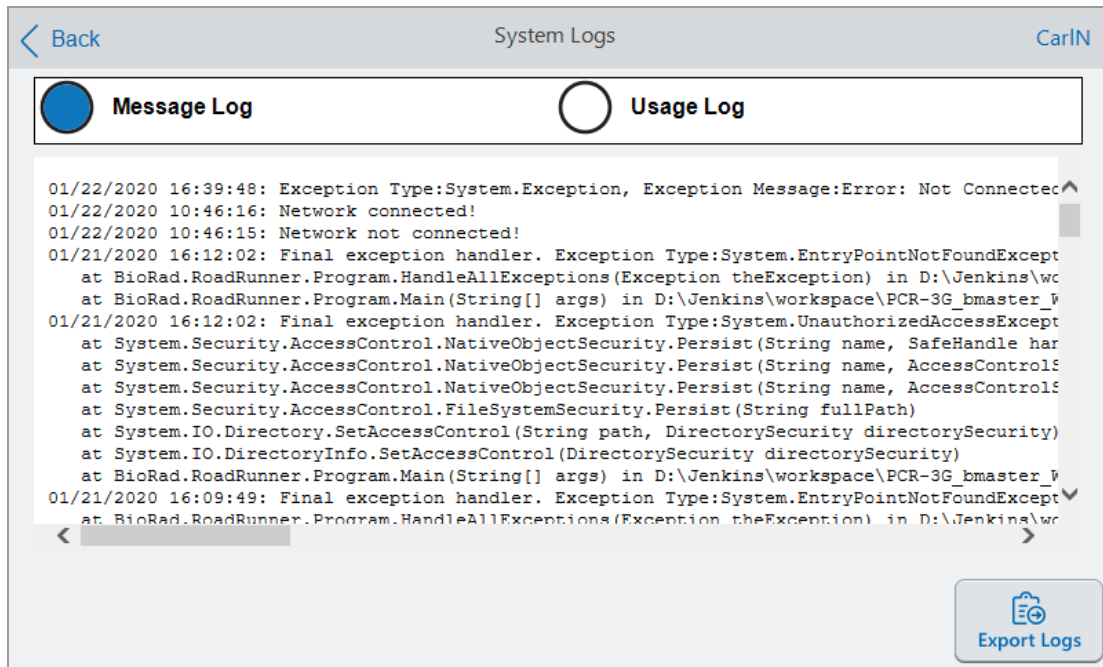 Back
System Logs
CarlN
Message Log
Usage Log
01/22/2020 16:39:48: Exception Type:System.Exception, Exception Message:Error: Not Connected
01/22/2020 10:46:16: Network connected!
01/22/2020 10:46:15: Network not connected!
01/21/2020 16:12:02: Final exception handler. Exception Type:System.EntryPointNotFoundExcept
at BioRad.RoadRunner.Program.HandleAllExceptions(Exception theException) in D:\Jenkins\wo
at BioRad.RoadRunner.Program.Main(String[] args) in D:\Jenkins\workspace\PCR-3G_bmaster_W
01/21/2020 16:12:02: Final exception handler. Exception Type:System.UnauthorizedAccessExcept
at System.Security.AccessControl.NativeObjectSecurity.Persist(String name, SafeHandle han
at System.Security.AccessControl.NativeObjectSecurity.Persist(String name, AccessControlS
at System.Security.AccessControl.NativeObjectSecurity.Persist(String name, AccessControlS
at System.Security.AccessControl.FileSystemSecurity.Persist(String fullPath)
at System.IO.Directory.SetAccessControl(String path, DirectorySecurity directorySecurity)
at System.IO.DirectoryInfo.SetAccessControl(DirectorySecurity directorySecurity)
at BioRad.RoadRunner.Program.Main(String[] args) in D:\Jenkins\workspace\PCR-3G_bmaster_W
01/21/2020 16:09:49: Final exception handler. Exception Type:System.EntryPointNotFoundExcept
at BioRad.RoadRunner.Program.HandleAllExceptions(Exception theException) in D:\Jenkins\wo
Export Logs